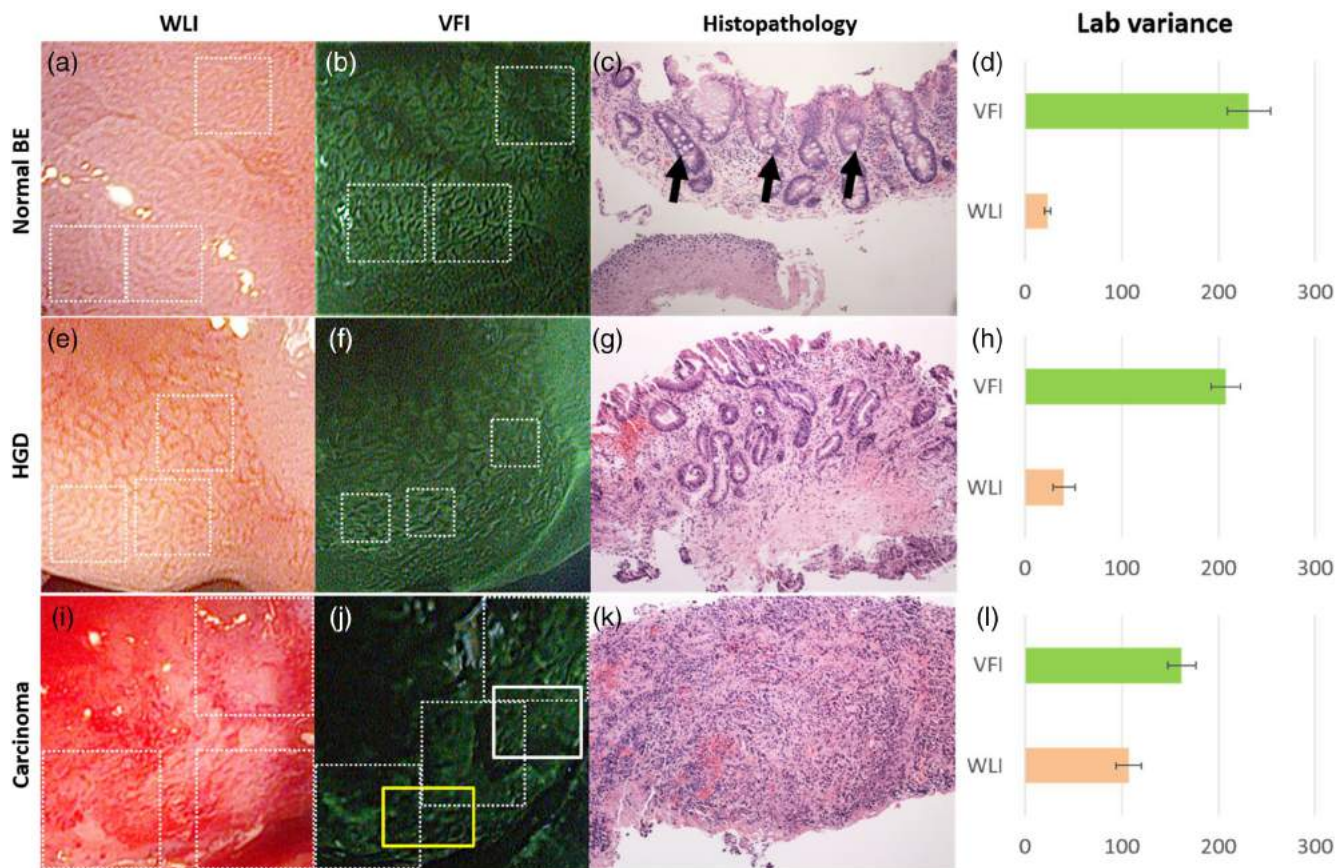 WLI VFI Histopathology Lab variance
Normal BE
(a) (b) (c) (d)
VFI
WLI
0 100 200 300
HGD
(e) (f) (g) (h)
VFI
WLI
0 100 200 300
Carcinoma
(i) (j) (k) (l)
VFI
WLI
0 100 200 300